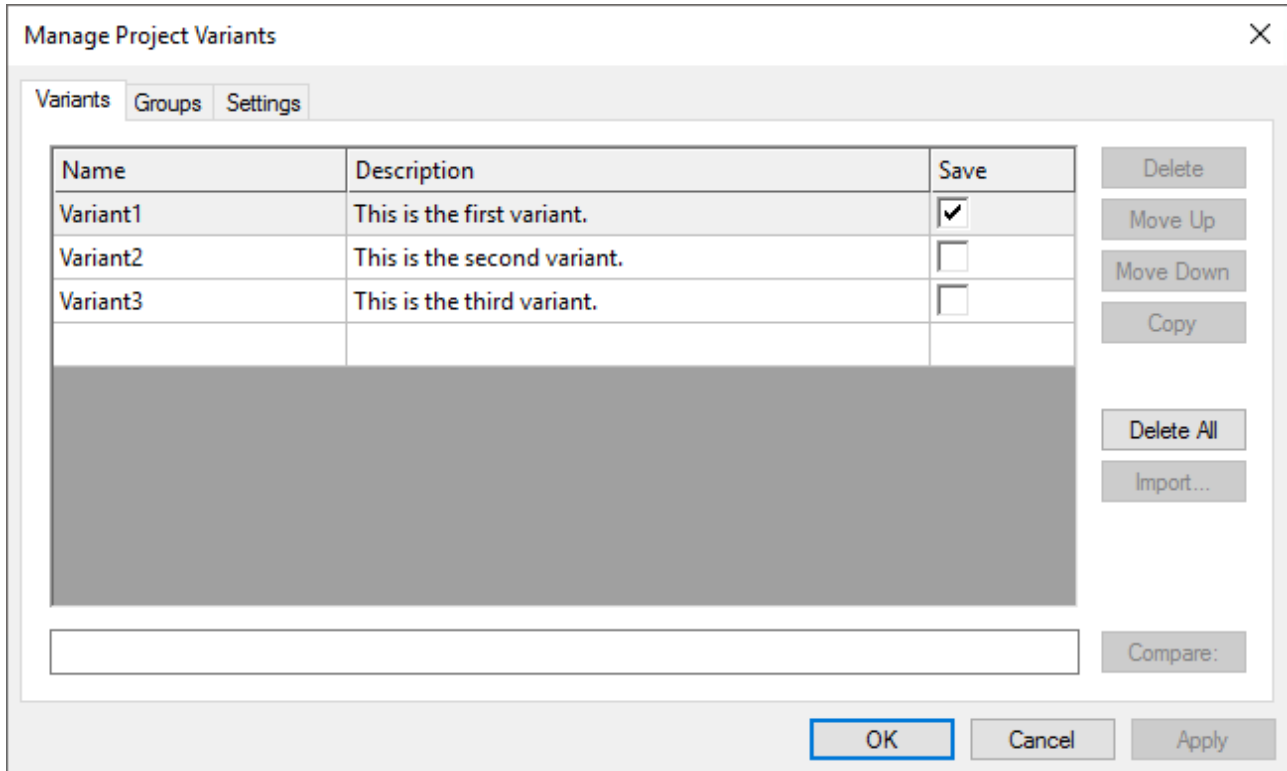 Manage Project Variants
Variants Groups Settings
Name Description Save
Variant1 This is the first variant.
Variant2 This is the second variant.
Variant3 This is the third variant.
Delete
Move Up
Move Down
Copy
Delete All
Import...
Compare:
OK Cancel Apply